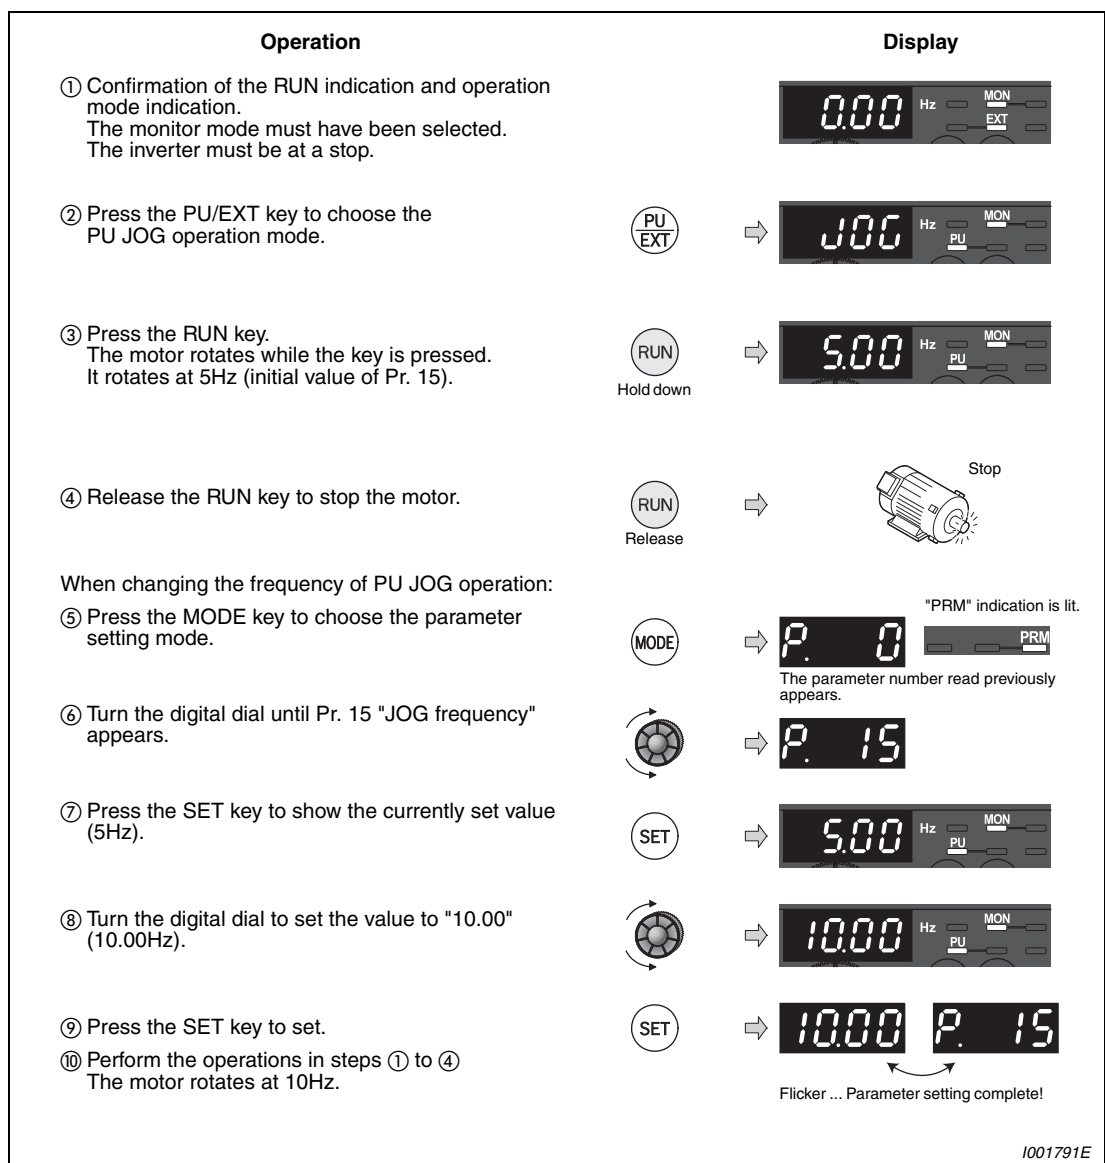 Operation
Display
① Confirmation of the RUN indication and operation
mode indication.
The monitor mode must have been selected.
The inverter must be at a stop.
0.00 Hz MON
EXT
② Press the PU/EXT key to choose the
PU JOG operation mode.
PU
EXT
JOG Hz MON
PU
③ Press the RUN key.
The motor rotates while the key is pressed.
It rotates at 5Hz (initial value of Pr. 15).
RUN
Hold down
5.00 Hz MON
PU
④ Release the RUN key to stop the motor.
RUN
Release
Stop
When changing the frequency of PU JOG operation:
⑤ Press the MODE key to choose the parameter
setting mode.
MODE
P. 0
"PRM" indication is lit.
PRM
The parameter number read previously
appears.
⑥ Turn the digital dial until Pr. 15 "JOG frequency"
appears.
P. 15
⑦ Press the SET key to show the currently set value
(5Hz).
SET
5.00 Hz MON
PU
⑧ Turn the digital dial to set the value to "10.00"
(10.00Hz).
10.00 Hz MON
PU
⑨ Press the SET key to set.
SET
10.00 P. 15
⑩ Perform the operations in steps ① to ④
The motor rotates at 10Hz.
Flicker ... Parameter setting complete!
I001791E